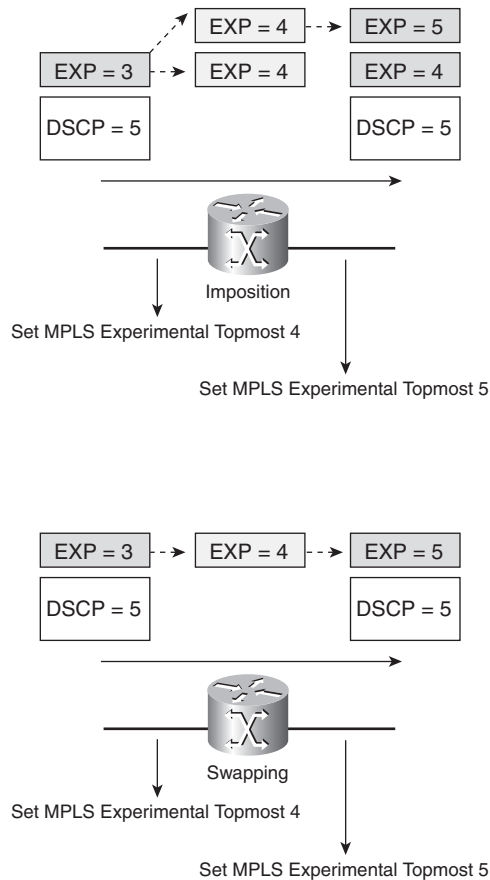 EXP = 4
EXP = 5
EXP = 3
EXP = 4
EXP = 4
DSCP = 5
DSCP = 5
Imposition
Set MPLS Experimental Topmost 4
Set MPLS Experimental Topmost 5
EXP = 3
EXP = 4
EXP = 5
DSCP = 5
DSCP = 5
Swapping
Set MPLS Experimental Topmost 4
Set MPLS Experimental Topmost 5